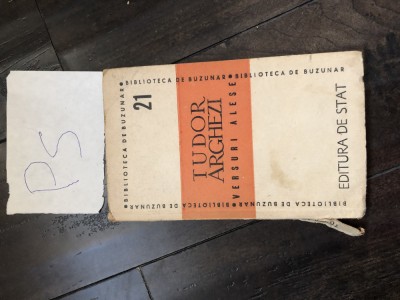 PS
• BIBLIOTECA DE BUZUNAR •
21
TUDOR
ARGHEZI
VERSURI ALESE
EDITURA DE STAT
• BIBLIOTECA DE BUZUNAR • BIBLIOTECA DE BUZUNAR
• BIBLIOTECA DE BUZUNAR • BIBLIOTECA DE BUZUNAR